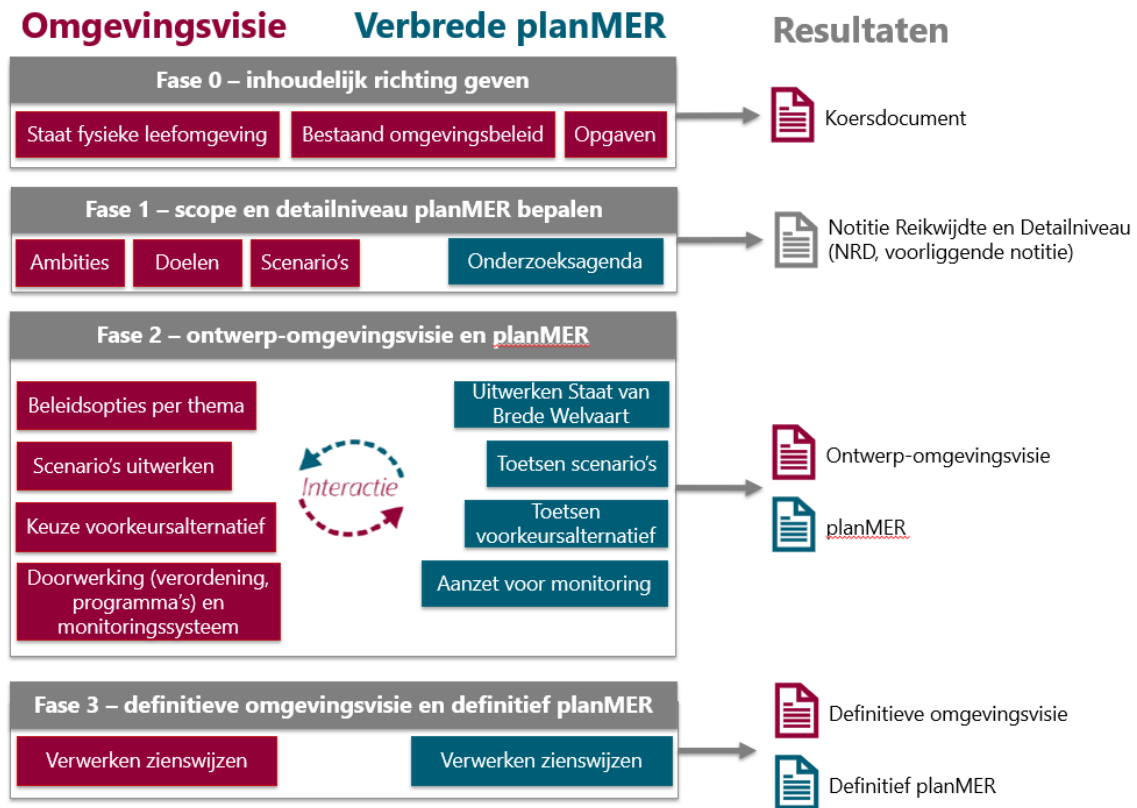 Omgevingsvisie
Verbrede planMER
Resultaten
Fase 0 – inhoudelijk richting geven
Staat fysieke leefomgeving
Bestaand omgevingsbeleid
Opgaven
Koersdocument
Fase 1 – scope en detailniveau planMER bepalen
Ambities
Doelen
Scenario's
Onderzoeksagenda
Notitie Reikwijdte en Detailniveau
(NRD, voorliggende notitie)
Fase 2 – ontwerp-omgevingsvisie en planMER
Beleidsopties per thema
Scenario's uitwerken
Keuze voorkeursalternatief
Doorwerking (verordening,
programma's) en
monitoringssysteem
Interactie
Uitwerken Staat van
Brede Welvaart
Toetsen scenario's
Toetsen
voorkeursalternatief
Aanzet voor monitoring
Ontwerp-omgevingsvisie
planMER
Fase 3 – definitieve omgevingsvisie en definitief planMER
Verwerken zienswijzen
Verwerken zienswijzen
Definitieve omgevingsvisie
Definitief planMER